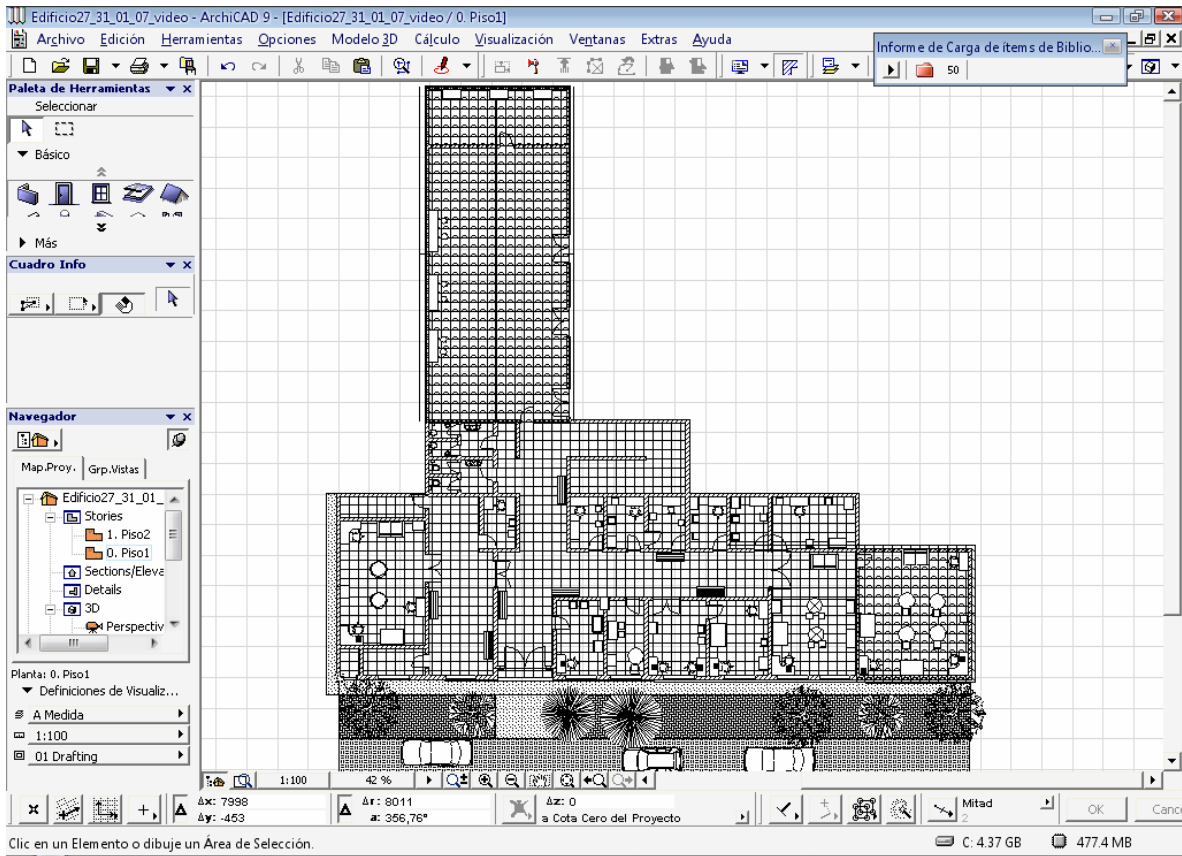 Edificio27_31_01_07_video - ArchiCAD 9 - [Edificio27_31_01_07_video / 0. Piso1]
Archivo Edición Herramientas Opciones Modelo 3D Cálculo Visualización Ventanas Extras Ayuda
Informe de Carga de ítems de Biblio...
50
Paleta de Herramientas
Seleccionar
Básico
Más
Cuadro Info
Navegador
Map.Proy. Grp.Vistas
Edificio27_31_01_
Stories
1. Piso2
0. Piso1
Sections/Eleva
Details
3D
Perspectiv
Planta: 0. Piso1
Definiciones de Visualiz...
A Medida
1:100
01 Drafting
1:100 42 %
Δx: 7998 Δr: 8011 Δz: 0 Mitad
Δy: -453 a: 356,76° a Cota Cero del Proyecto 2 OK Canc
Clic en un Elemento o dibuje un Área de Selección. C: 4.37 GB 477.4 MB